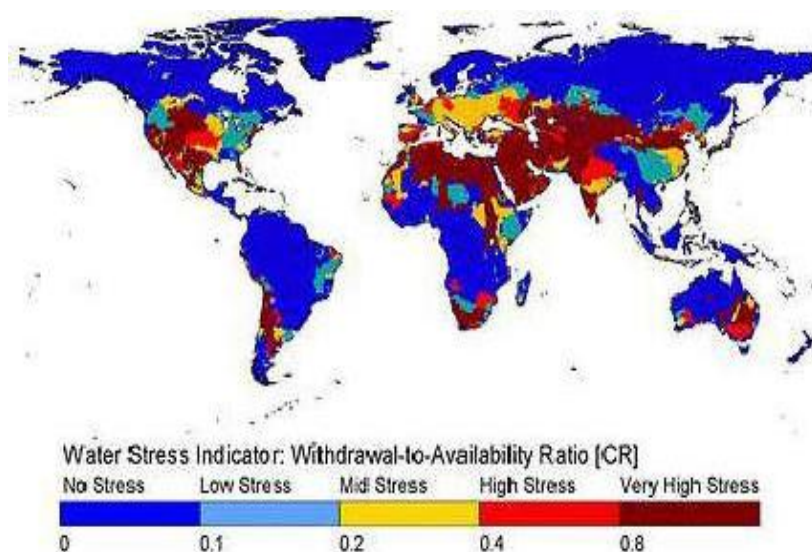 Water Stress Indicator: Withdrawal-to-Availability Ratio [CR]
No Stress Low Stress Mid Stress High Stress Very High Stress
0 0.1 0.2 0.4 0.8